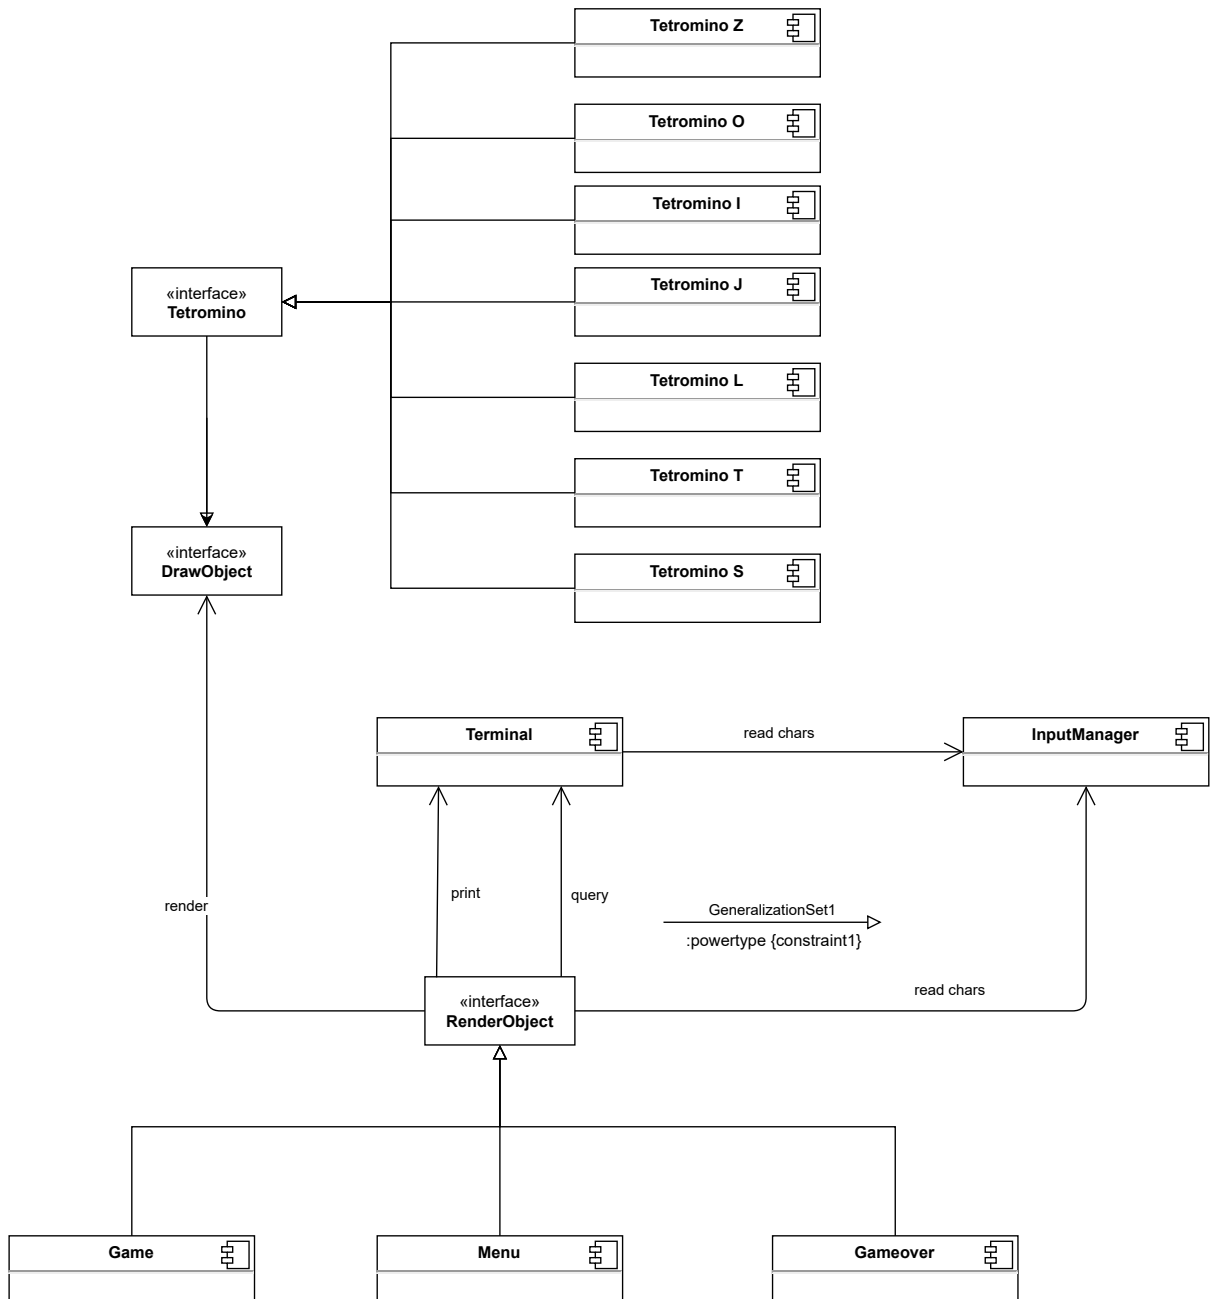 Tetromino Z
Tetromino O
Tetromino I
Tetromino J
«interface»
Tetromino
Tetromino L
Tetromino T
«interface»
DrawObject
Tetromino S
Terminal
read chars
InputManager
render
print
query
GeneralizationSet1
:powertype {constraint1}
read chars
«interface»
RenderObject
Game
Menu
Gameover